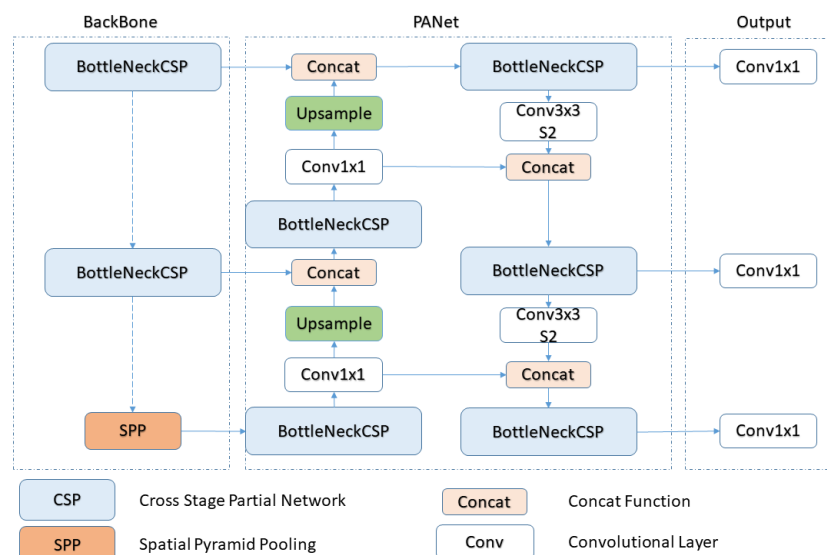 BackBone
PANet
Output
BottleNeckCSP
Concat
BottleNeckCSP
Conv1x1
Upsample
Conv3x3
S2
Conv1x1
Concat
BottleNeckCSP
BottleNeckCSP
Concat
BottleNeckCSP
Conv1x1
Upsample
Conv3x3
S2
Conv1x1
Concat
SPP
BottleNeckCSP
BottleNeckCSP
Conv1x1
CSP
Cross Stage Partial Network
Concat
Concat Function
SPP
Spatial Pyramid Pooling
Conv
Convolutional Layer